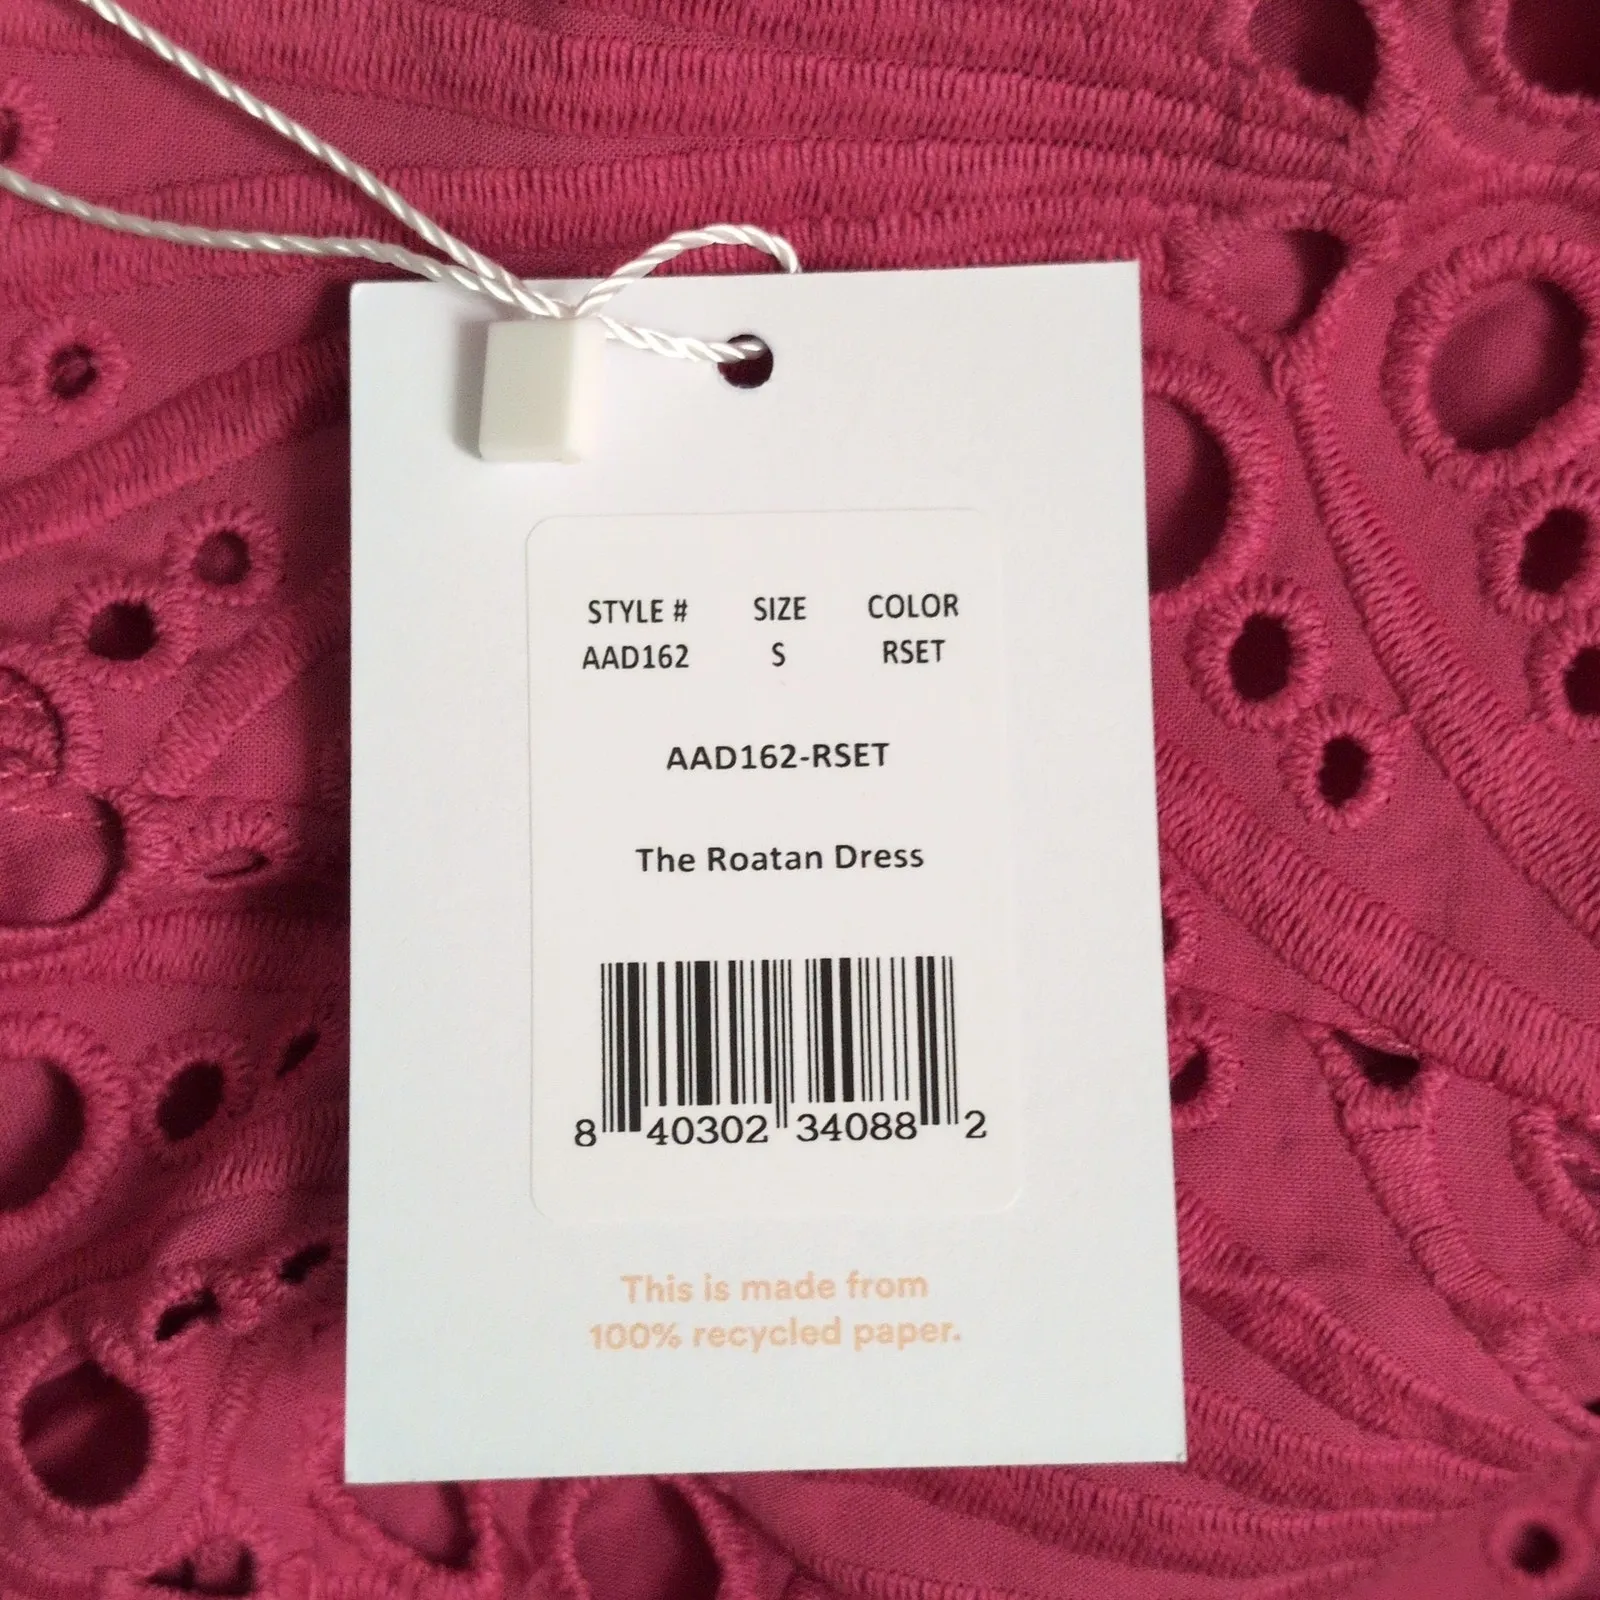 STYLE # SIZE COLOR
AAD162 S RSET
AAD162-RSET
The Roatan Dress
8 40302 34088 2
This is made from
100% recycled paper.